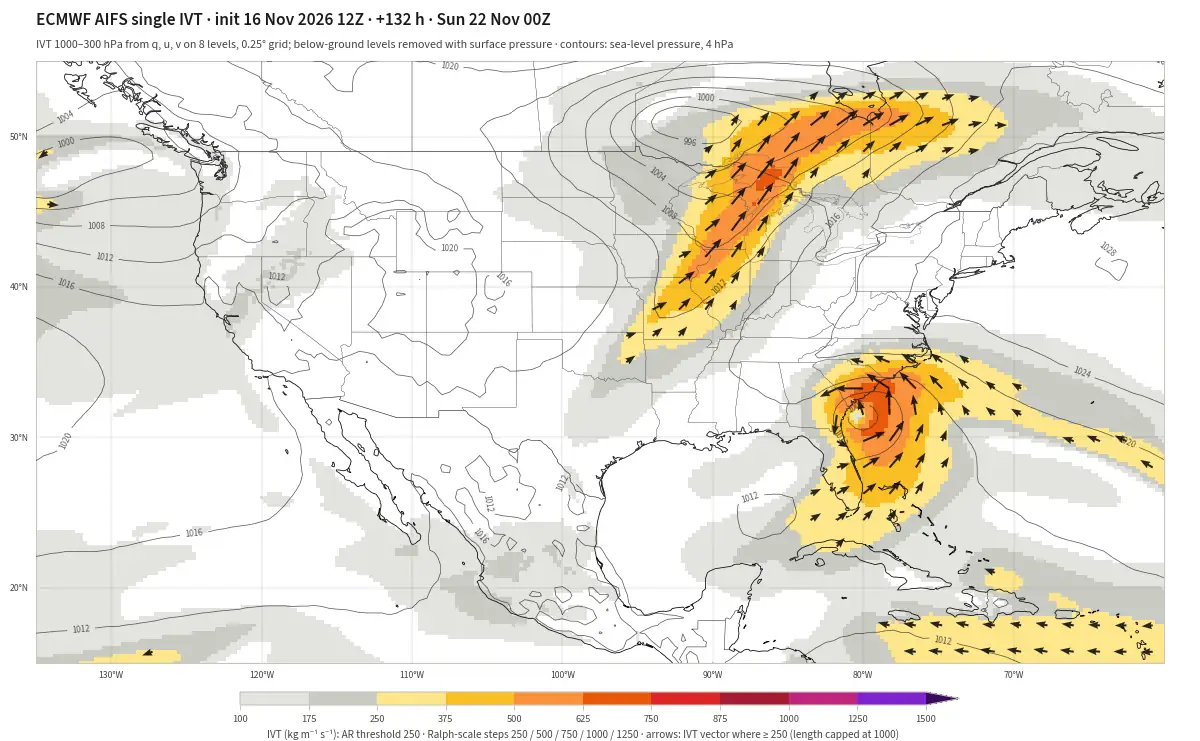 ECMWF AIFS single IVT · init 16 Nov 2026 12Z · +132 h · Sun 22 Nov 00Z
IVT 1000–300 hPa from q, u, v on 8 levels, 0.25° grid; below-ground levels removed with surface pressure · contours: sea-level pressure, 4 hPa
1020
1004
1000
1000
996
50°N
1004
1008
1016
1008
1020
1028
1012
1012
1016
1016
1012
40°N
1024
1020
1020
30°N
1012
1012
1012
1016
1016
20°N
1012
1012
130°W 120°W 110°W 100°W 90°W 80°W 70°W
100 175 250 375 500 625 750 875 1000 1250 1500
IVT (kg m⁻¹ s⁻¹): AR threshold 250 · Ralph-scale steps 250 / 500 / 750 / 1000 / 1250 · arrows: IVT vector where ≥ 250 (length capped at 1000)